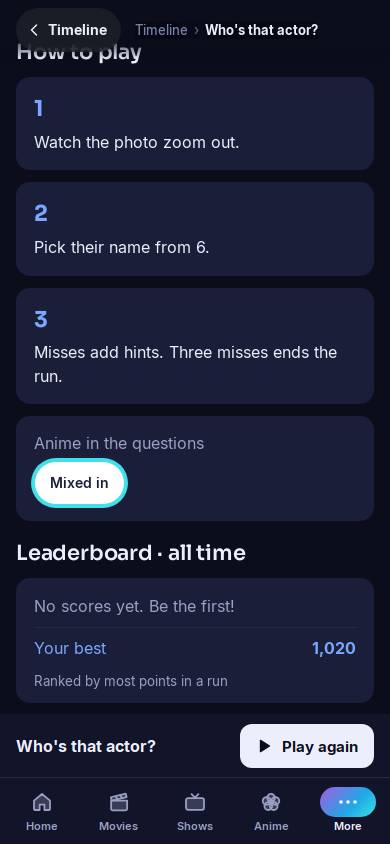 Timeline
Timeline › Who's that actor?
How to play
1
Watch the photo zoom out.
2
Pick their name from 6.
3
Misses add hints. Three misses ends the
run.
Anime in the questions
Mixed in
Leaderboard · all time
No scores yet. Be the first!
Your best 1,020
Ranked by most points in a run
Who's that actor?
Play again
Home
Movies
Shows
Anime
More